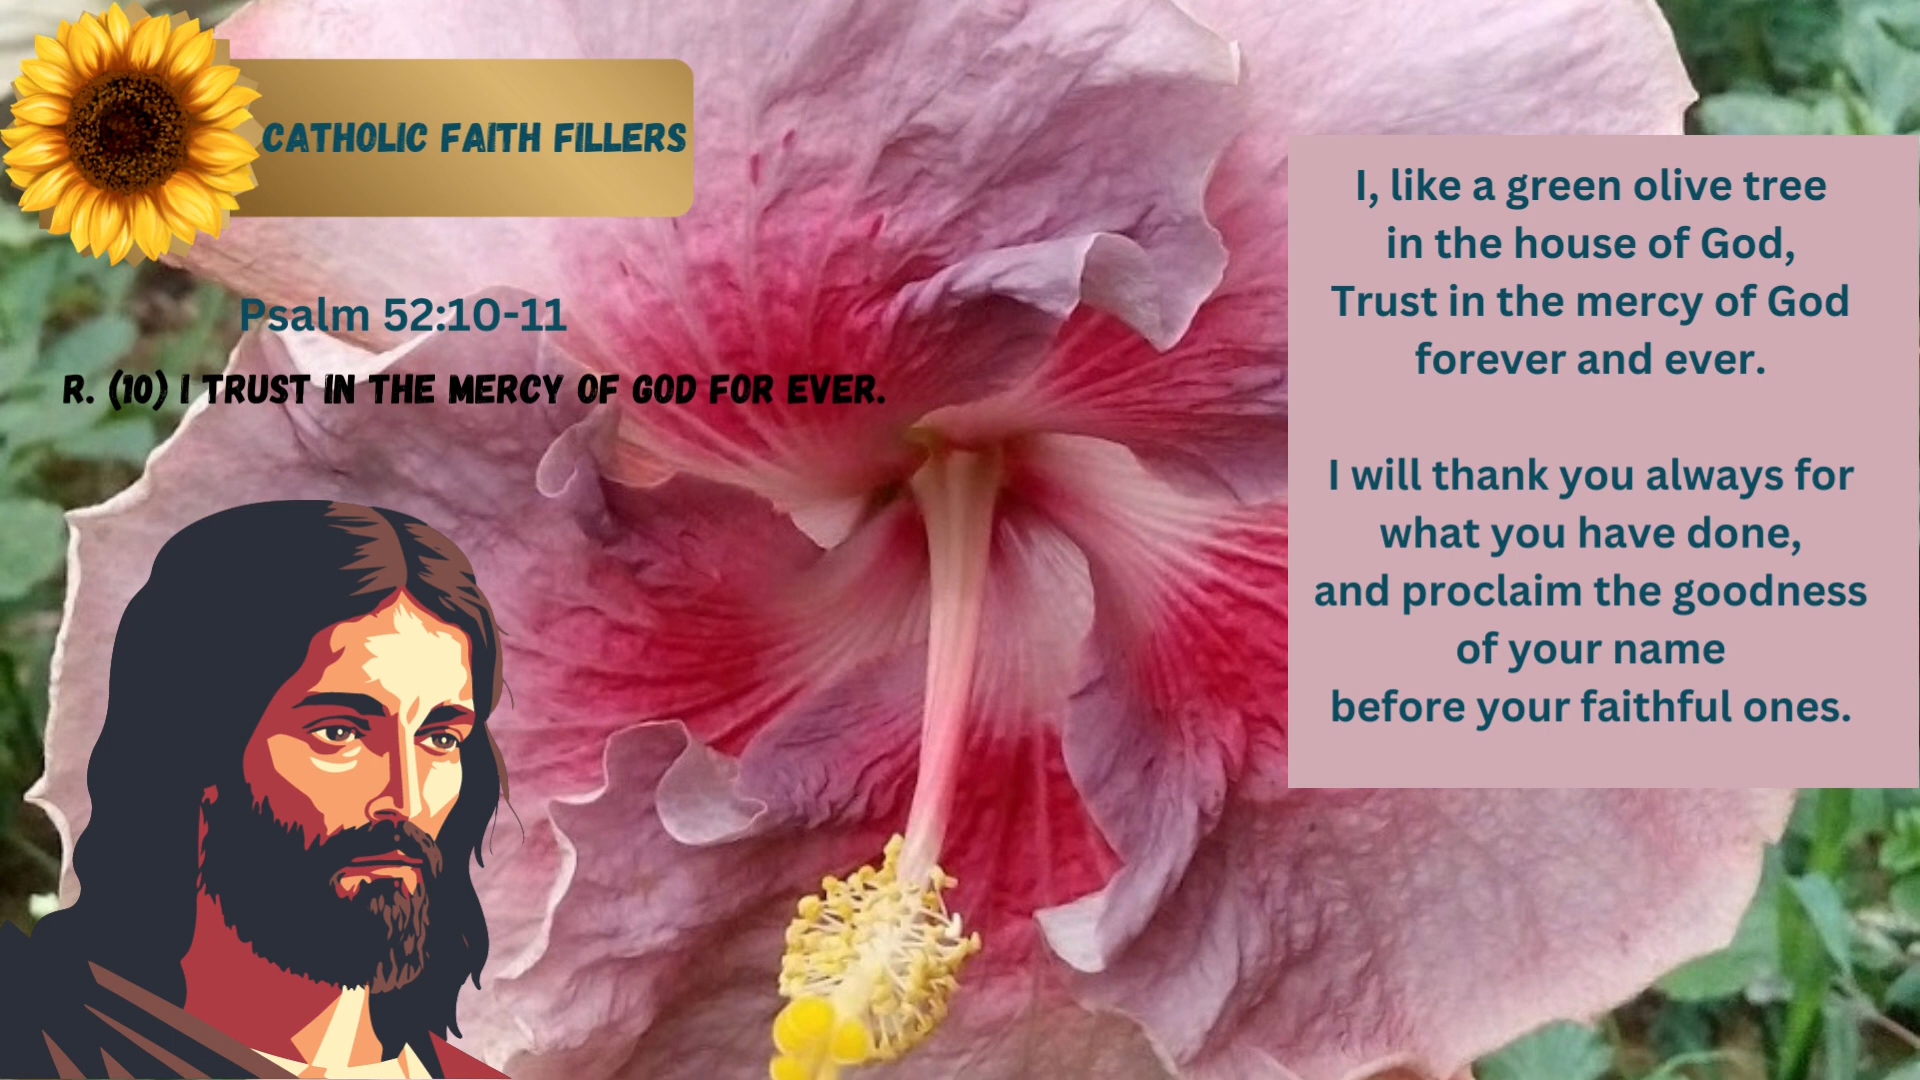 CATHOLIC FAITH FILLERS
Psalm 52:10-11
R. (10) I TRUST IN THE MERCY OF GOD FOR EVER.
I, like a green olive tree
in the house of God,
Trust in the mercy of God
forever and ever.
I will thank you always for
what you have done,
and proclaim the goodness
of your name
before your faithful ones.